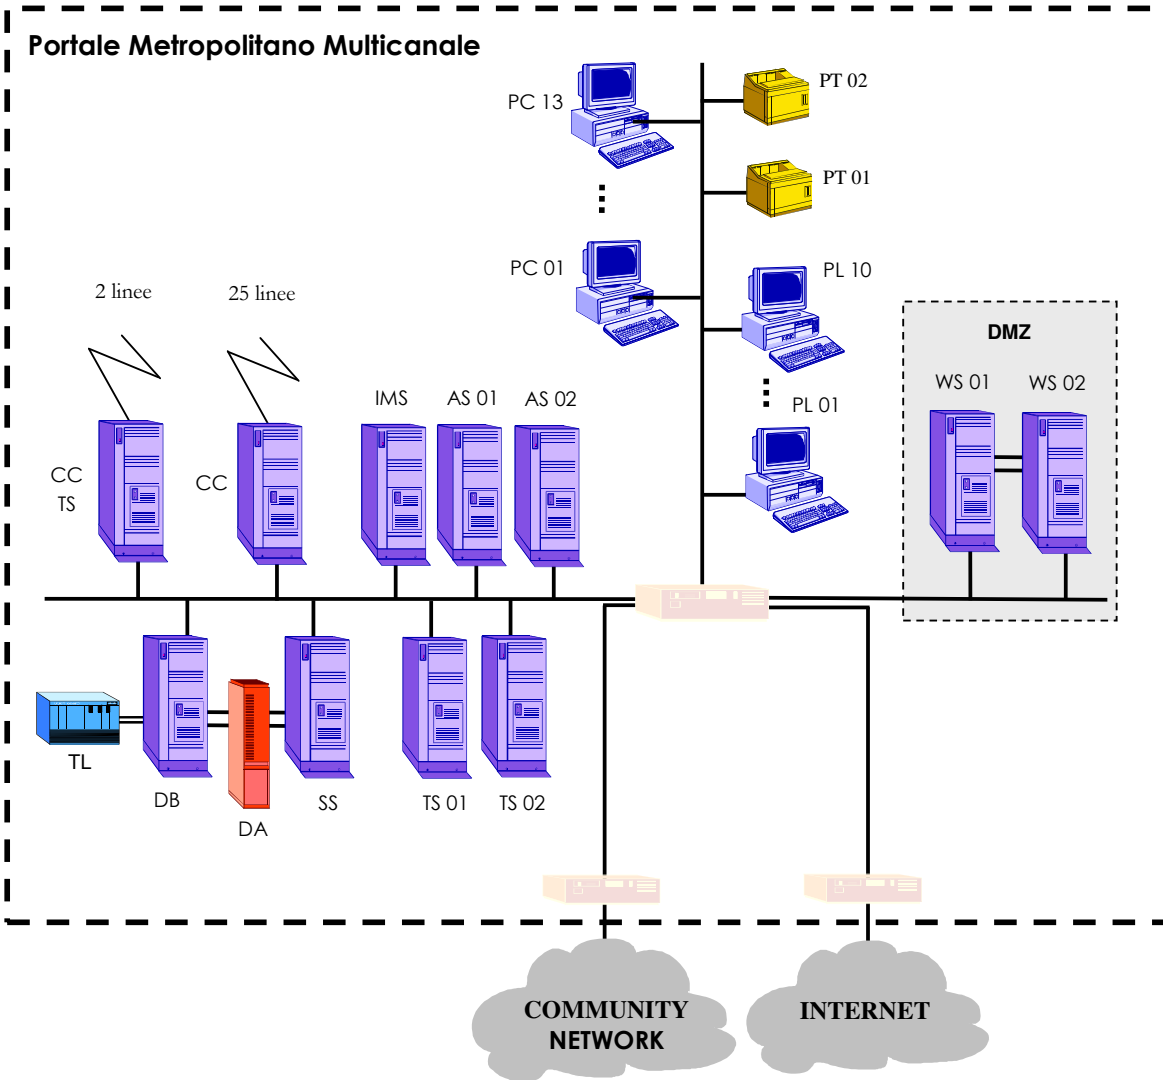 Portale Metropolitano Multicanale
PC 13
PT 02
PT 01
PC 01
PL 10
2 linee
25 linee
DMZ
WS 01
WS 02
IMS
AS 01
AS 02
PL 01
CC
TS
CC
TL
DB
DA
SS
TS 01
TS 02
COMMUNITY
NETWORK
INTERNET